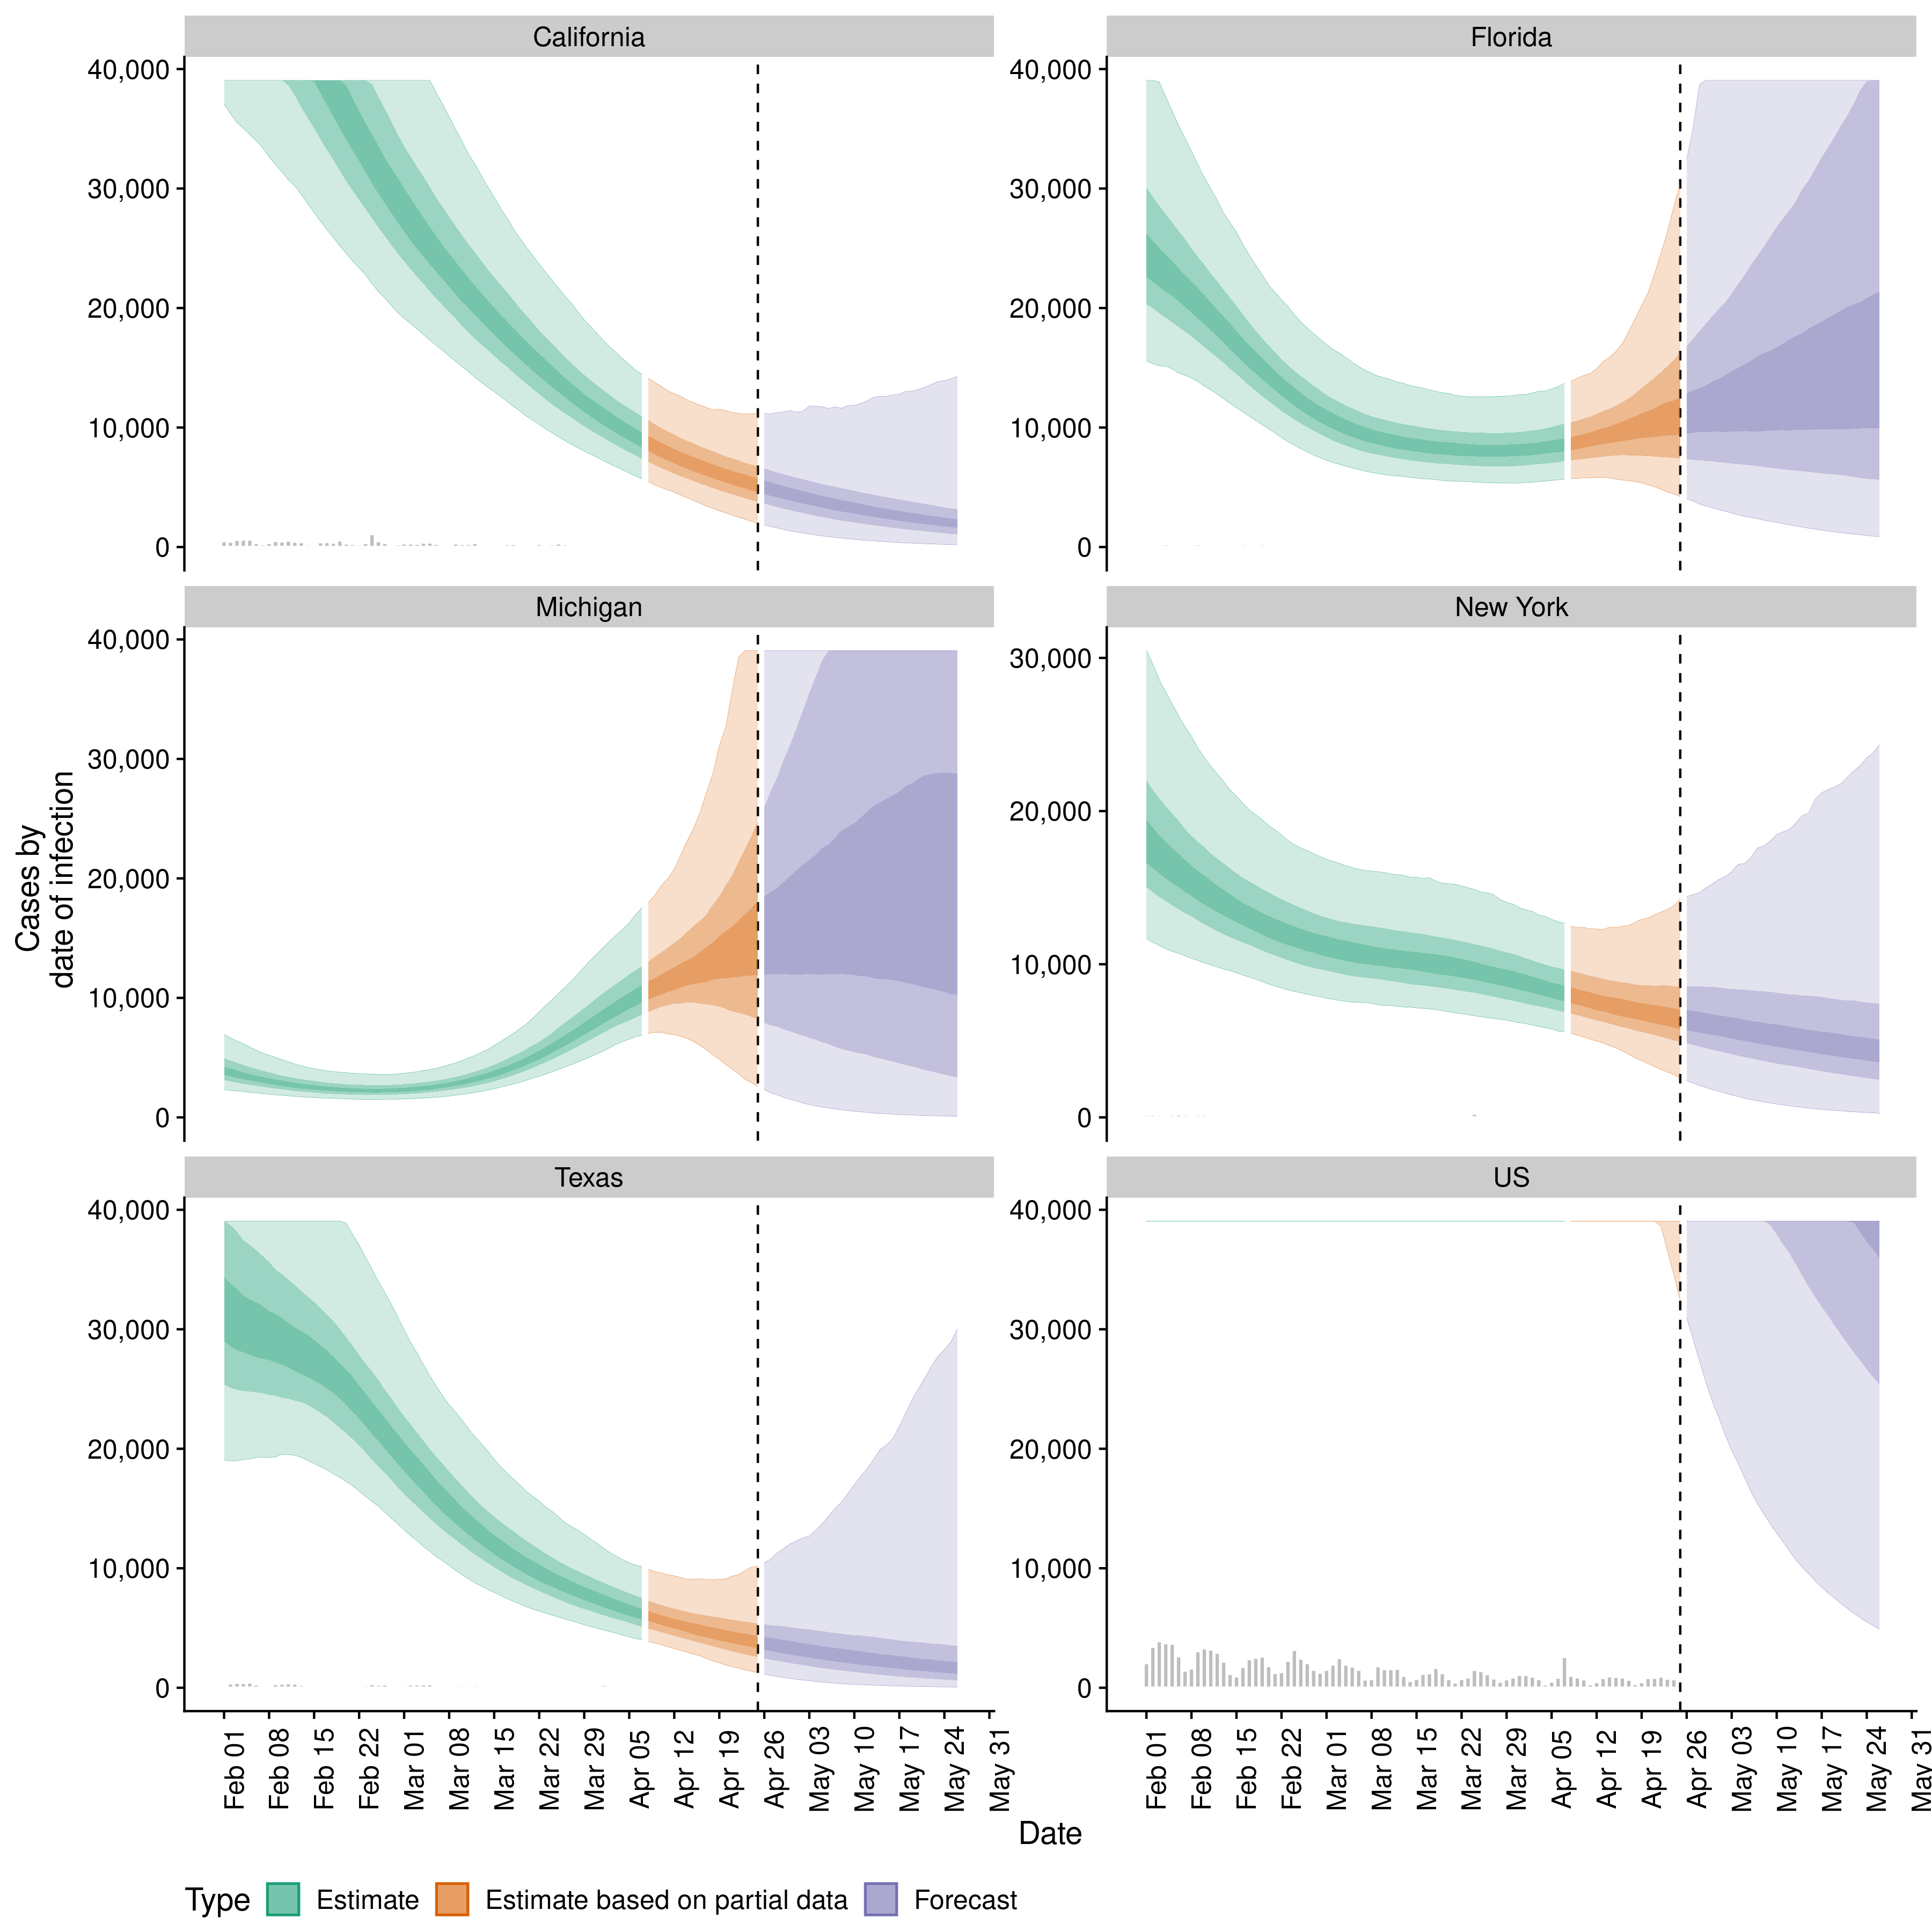 California
Florida
40,000
30,000
20,000
10,000
0
40,000
30,000
20,000
10,000
0
Michigan
New York
40,000
30,000
20,000
10,000
0
30,000
20,000
10,000
0
Texas
US
40,000
30,000
20,000
10,000
0
40,000
30,000
20,000
10,000
0
Cases by
date of infection
Feb 01
Feb 08
Feb 15
Feb 22
Mar 01
Mar 08
Mar 15
Mar 22
Mar 29
Apr 05
Apr 12
Apr 19
Apr 26
May 03
May 10
May 17
May 24
May 31
Feb 01
Feb 08
Feb 15
Feb 22
Mar 01
Mar 08
Mar 15
Mar 22
Mar 29
Apr 05
Apr 12
Apr 19
Apr 26
May 03
May 10
May 17
May 24
May 31
Date
Type Estimate Estimate based on partial data Forecast